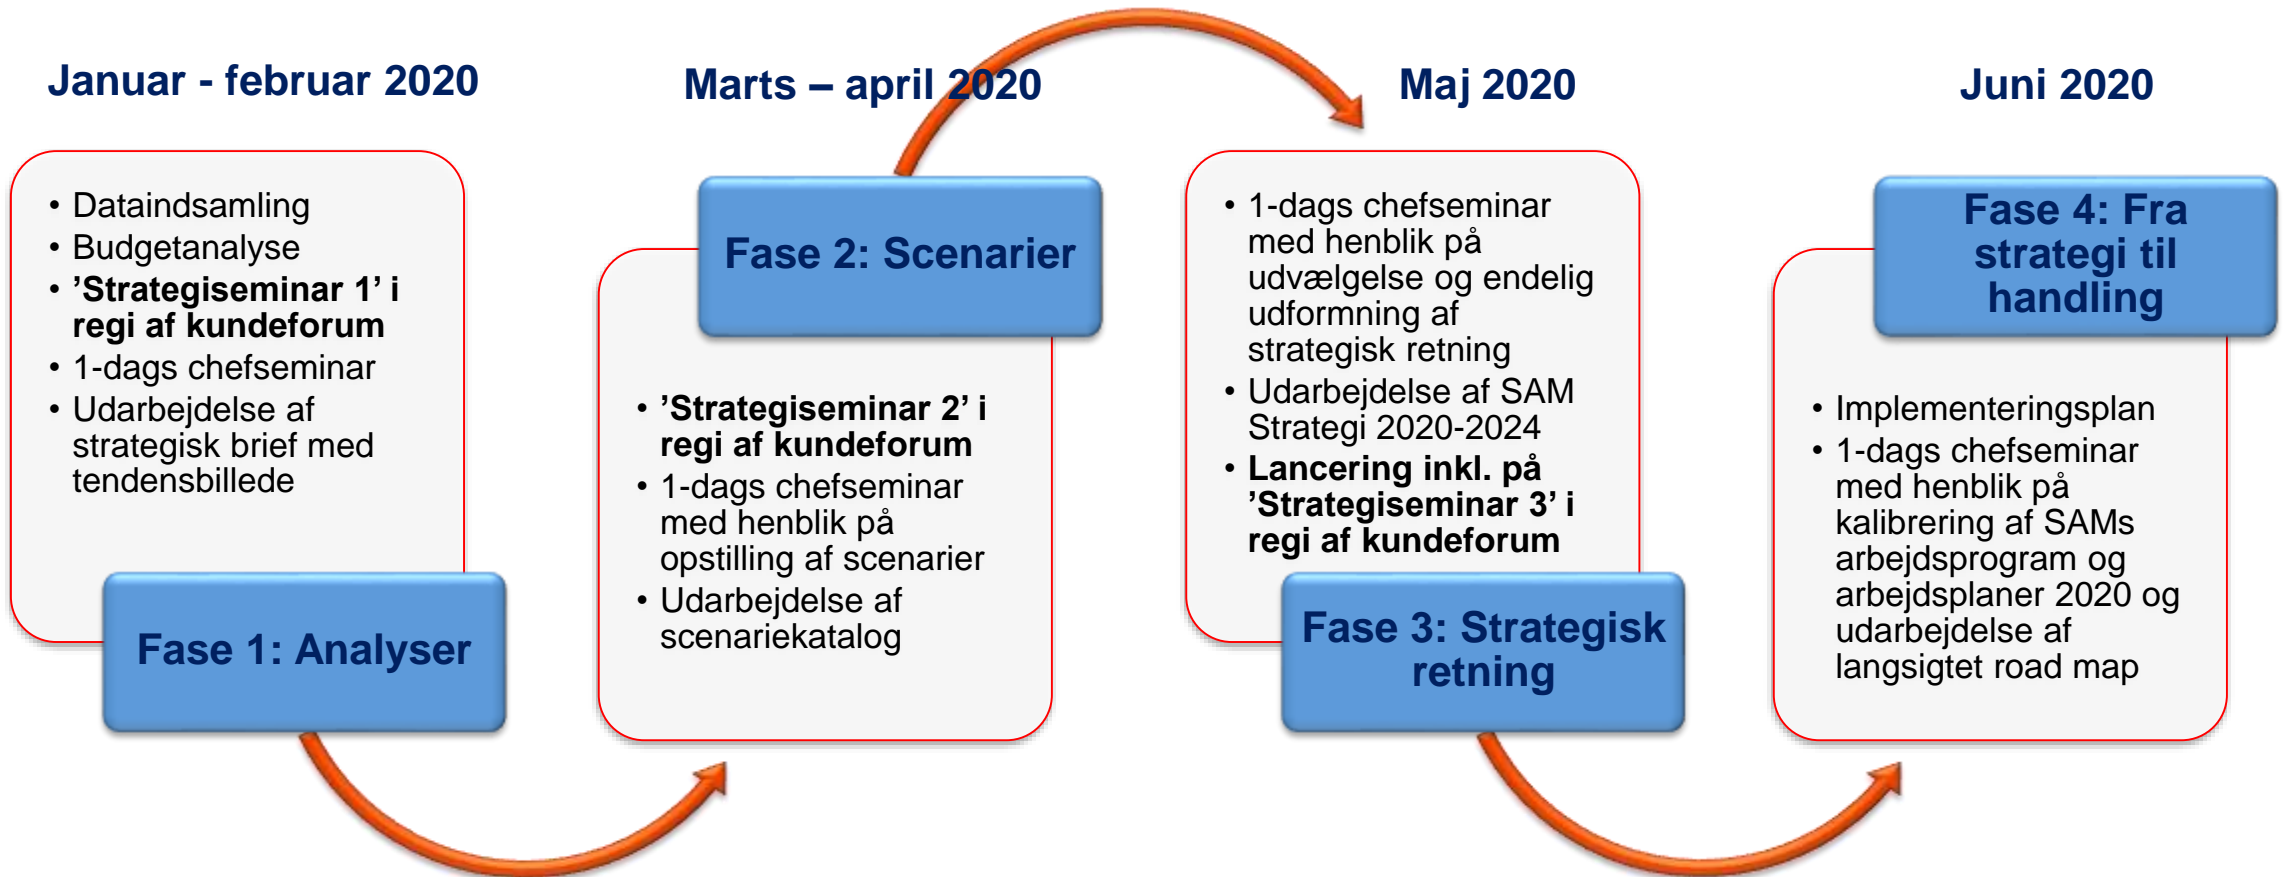 Januar - februar 2020
• Dataindsamling
• Budgetanalyse
• ’Strategiseminar 1’ i
regi af kundeforum
• 1-dags chefseminar
• Udarbejdelse af
strategisk brief med
tendensbillede
Fase 1: Analyser
Marts – april 2020
Fase 2: Scenarier
• ’Strategiseminar 2’ i
regi af kundeforum
• 1-dags chefseminar
med henblik på
opstilling af scenarier
• Udarbejdelse af
scenariekatalog
Maj 2020
• 1-dags chefseminar
med henblik på
udvælgelse og endelig
udformning af
strategisk retning
• Udarbejdelse af SAM
Strategi 2020-2024
• Lancering inkl. på
’Strategiseminar 3’ i
regi af kundeforum
Fase 3: Strategisk
retning
Juni 2020
Fase 4: Fra
strategi til
handling
• Implementeringsplan
• 1-dags chefseminar
med henblik på
kalibrering af SAMs
arbejdsprogram og
arbejdsplaner 2020 og
udarbejdelse af
langsigtet road map